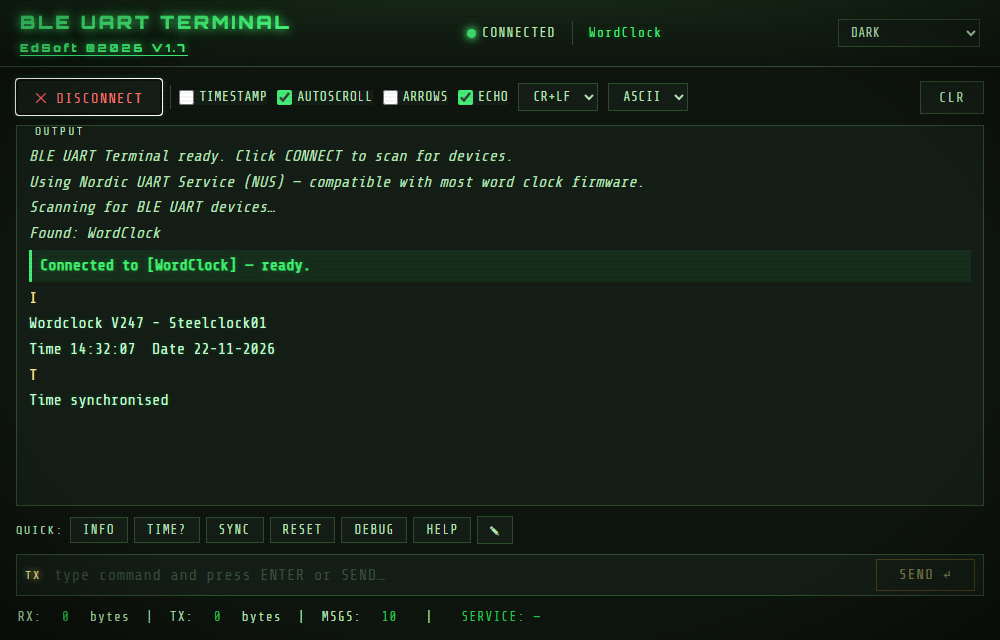 BLE UART TERMINAL
EdSoft ©2026 V1.7
CONNECTED
WordClock
DARK
✕ DISCONNECT
TIMESTAMP
AUTOSCROLL
ARROWS
ECHO
CR+LF
ASCII
CLR
OUTPUT
BLE UART Terminal ready. Click CONNECT to scan for devices.
Using Nordic UART Service (NUS) — compatible with most word clock firmware.
Scanning for BLE UART devices…
Found: WordClock
Connected to [WordClock] — ready.
I
Wordclock V247 - Steelclock01
Time 14:32:07  Date 22-11-2026
T
Time synchronised
QUICK: INFO TIME? SYNC RESET DEBUG HELP ✎
TX type command and press ENTER or SEND… SEND ↵
RX: 0 bytes | TX: 0 bytes | MSGS: 10 | SERVICE: —